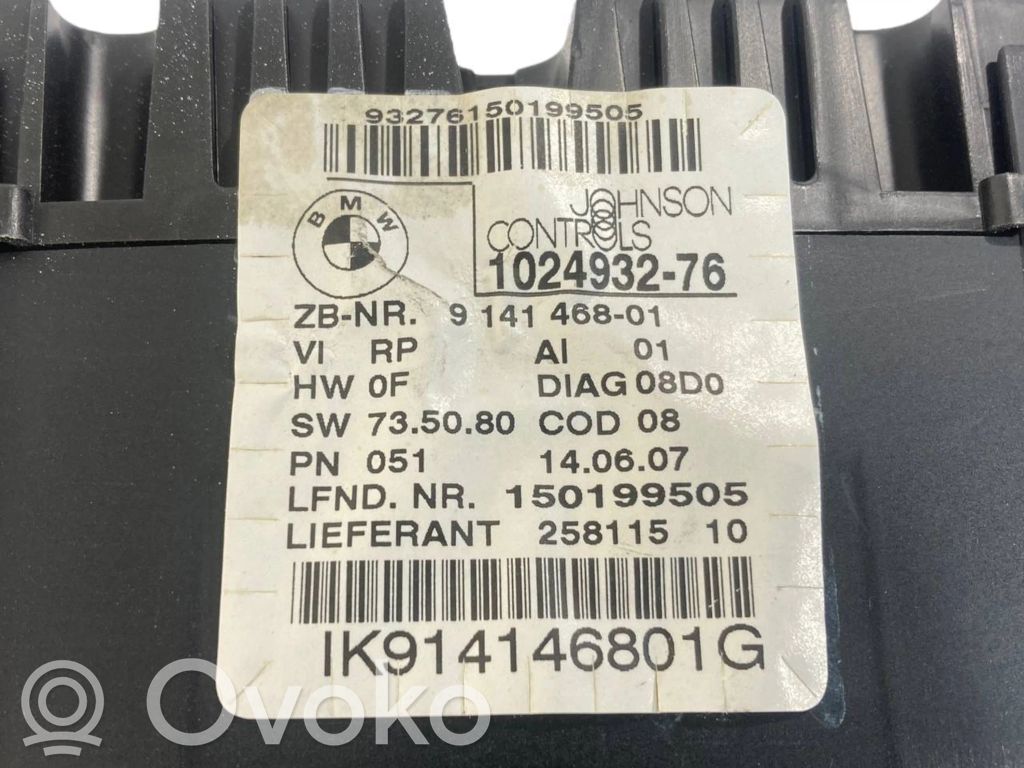 93276150199505
BMW
JOHNSON
CONTROLS
1024932-76
ZB-NR. 9 141 468-01
VI RP AI 01
HW 0F DIAG 08D0
SW 73.50.80 COD 08
PN 051 14.06.07
LFND. NR. 150199505
LIEFERANT 258115 10
IK914146801G
Ovoko